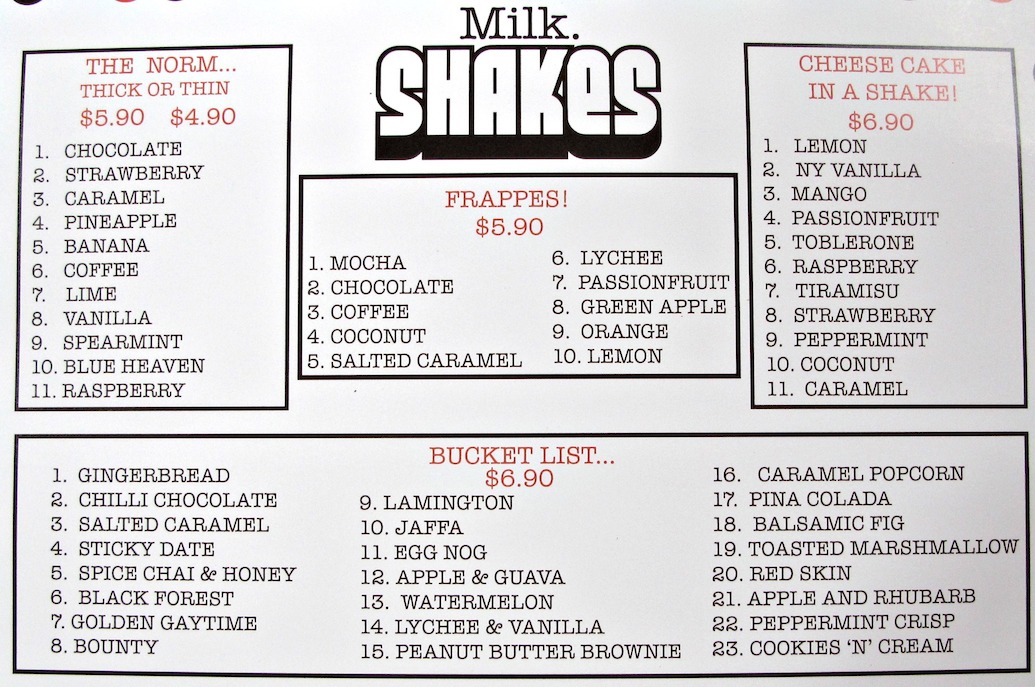 Milk.
SHAKES
THE NORM...
THICK OR THIN
$5.90 $4.90
1. CHOCOLATE
2. STRAWBERRY
3. CARAMEL
4. PINEAPPLE
5. BANANA
6. COFFEE
7. LIME
8. VANILLA
9. SPEARMINT
10. BLUE HEAVEN
11. RASPBERRY
FRAPPES!
$5.90
1. MOCHA
2. CHOCOLATE
3. COFFEE
4. COCONUT
5. SALTED CARAMEL
6. LYCHEE
7. PASSIONFRUIT
8. GREEN APPLE
9. ORANGE
10. LEMON
CHEESE CAKE
IN A SHAKE!
$6.90
1. LEMON
2. NY VANILLA
3. MANGO
4. PASSIONFRUIT
5. TOBLERONE
6. RASPBERRY
7. TIRAMISU
8. STRAWBERRY
9. PEPPERMINT
10. COCONUT
11. CARAMEL
BUCKET LIST...
$6.90
1. GINGERBREAD
2. CHILLI CHOCOLATE
3. SALTED CARAMEL
4. STICKY DATE
5. SPICE CHAI & HONEY
6. BLACK FOREST
7. GOLDEN GAYTIME
8. BOUNTY
9. LAMINGTON
10. JAFFA
11. EGG NOG
12. APPLE & GUAVA
13. WATERMELON
14. LYCHEE & VANILLA
15. PEANUT BUTTER BROWNIE
16. CARAMEL POPCORN
17. PINA COLADA
18. BALSAMIC FIG
19. TOASTED MARSHMALLOW
20. RED SKIN
21. APPLE AND RHUBARB
22. PEPPERMINT CRISP
23. COOKIES 'N' CREAM